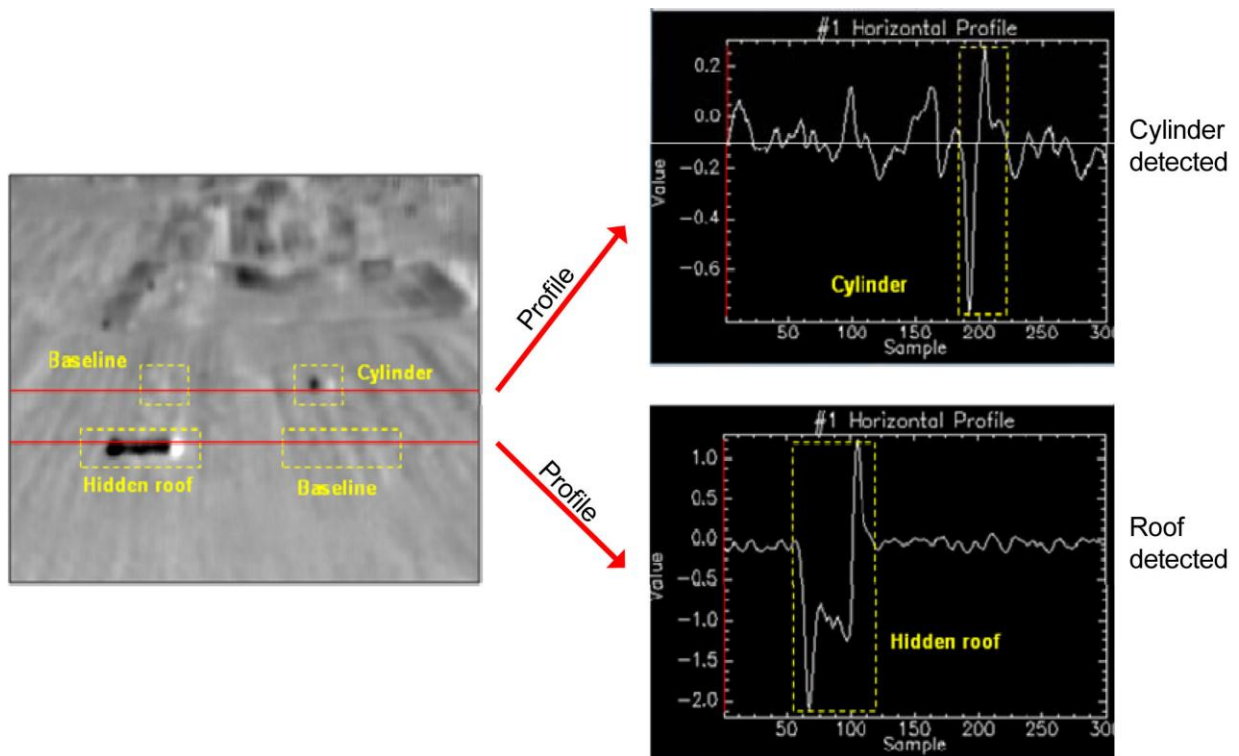 Baseline
Cylinder
Hidden roof
Baseline
Profile
Profile
#1 Horizontal Profile
0.2
0.0
−0.2
−0.4
−0.6
Value
Cylinder
50 100 150 200 250 300
Sample
Cylinder
detected
#1 Horizontal Profile
1.0
0.5
0.0
−0.5
−1.0
−1.5
−2.0
Value
Hidden roof
50 100 150 200 250 300
Sample
Roof
detected